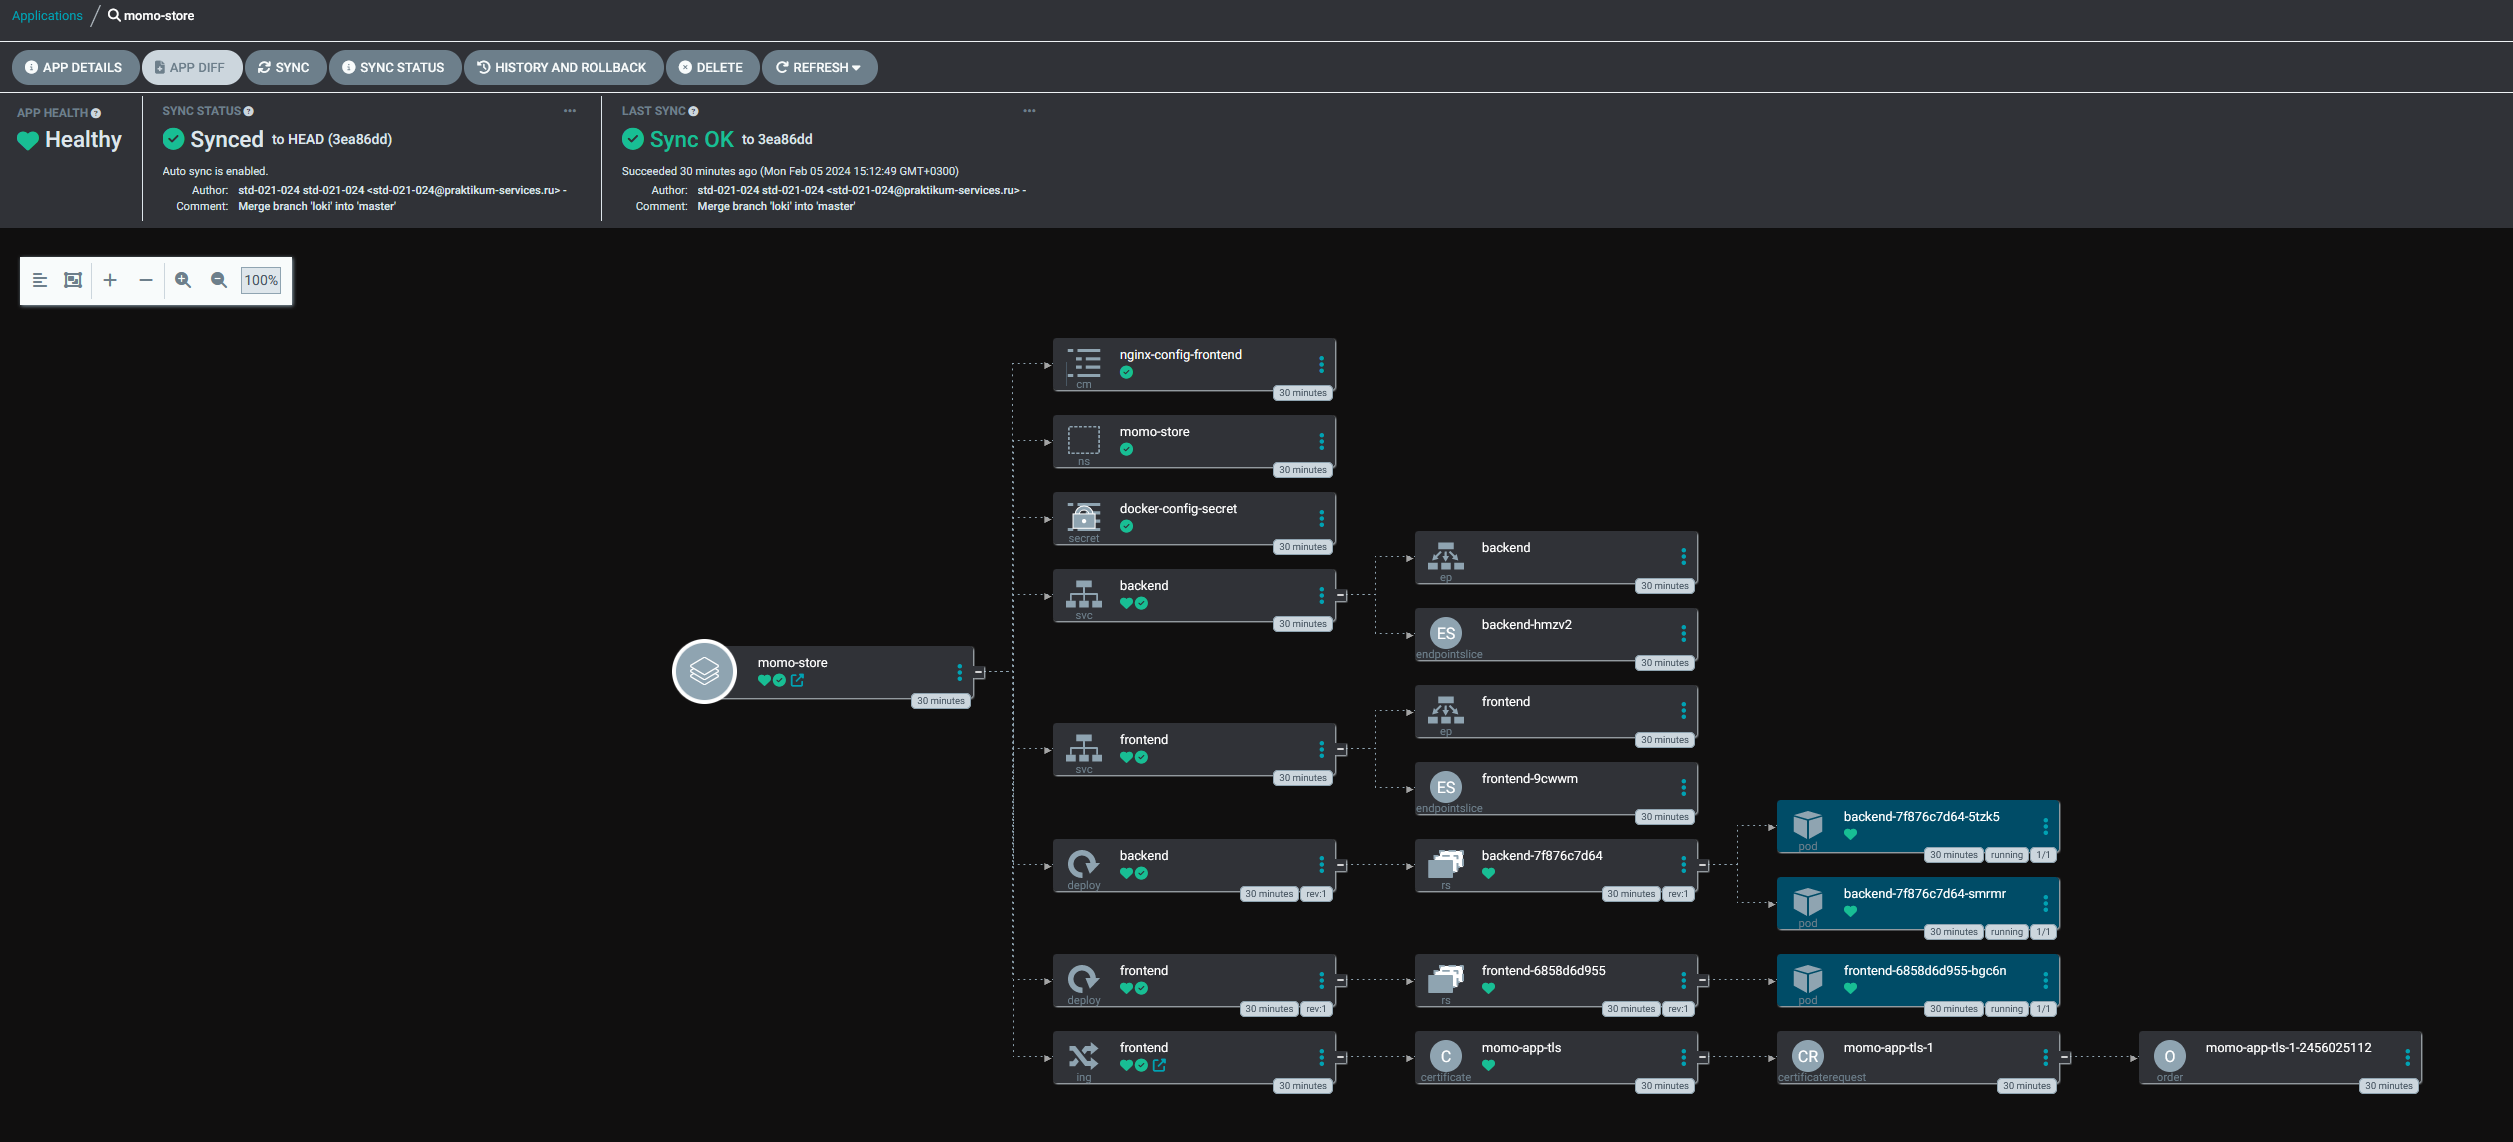 Applications / momo-store
APP DETAILS APP DIFF SYNC SYNC STATUS HISTORY AND ROLLBACK DELETE REFRESH
APP HEALTH
Healthy
SYNC STATUS
Synced to HEAD (3ea86dd)
Auto sync is enabled.
Author: std-021-024 std-021-024 <std-021-024@praktikum-services.ru> -
Comment: Merge branch 'loki' into 'master'
LAST SYNC
Sync OK to 3ea86dd
Succeeded 30 minutes ago (Mon Feb 05 2024 15:12:49 GMT+0300)
Author: std-021-024 std-021-024 <std-021-024@praktikum-services.ru> -
Comment: Merge branch 'loki' into 'master'
100%
momo-store
30 minutes
nginx-config-frontend
cm
30 minutes
momo-store
ns
30 minutes
docker-config-secret
secret
30 minutes
backend
svc
30 minutes
backend
ep
30 minutes
ES
backend-hmzv2
endpointslice
30 minutes
frontend
svc
30 minutes
frontend
ep
30 minutes
ES
frontend-9cwwm
endpointslice
30 minutes
backend
deploy
30 minutes rev:1
backend-7f876c7d64
rs
30 minutes rev:1
backend-7f876c7d64-5tzk5
pod
30 minutes running 1/1
backend-7f876c7d64-smrmr
pod
30 minutes running 1/1
frontend
deploy
30 minutes rev:1
frontend-6858d6d955
rs
30 minutes rev:1
frontend-6858d6d955-bgc6n
pod
30 minutes running 1/1
frontend
ing
30 minutes
C
momo-app-tls
certificate
30 minutes
CR
momo-app-tls-1
certificaterequest
30 minutes
O
momo-app-tls-1-2456025112
order
30 minutes